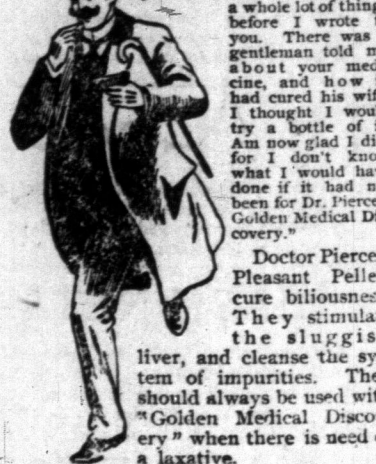 a whole lot of thing
before I wrote t
you. There was
gentleman told m
about your med
cine, and how
had cured his wif
I thought I wou
try a bottle of i
Am now glad I di
for I don't kno
what I would hav
done if it had n
been for Dr. Pierce
Golden Medical Di
covery."
Doctor Pierce
Pleasant Pelle
cure biliousnes
They stimula
the sluggis
liver, and cleanse the sy
tem of impurities. The
should always be used wit
"Golden Medical Disco
ery" when there is need o
a laxative.